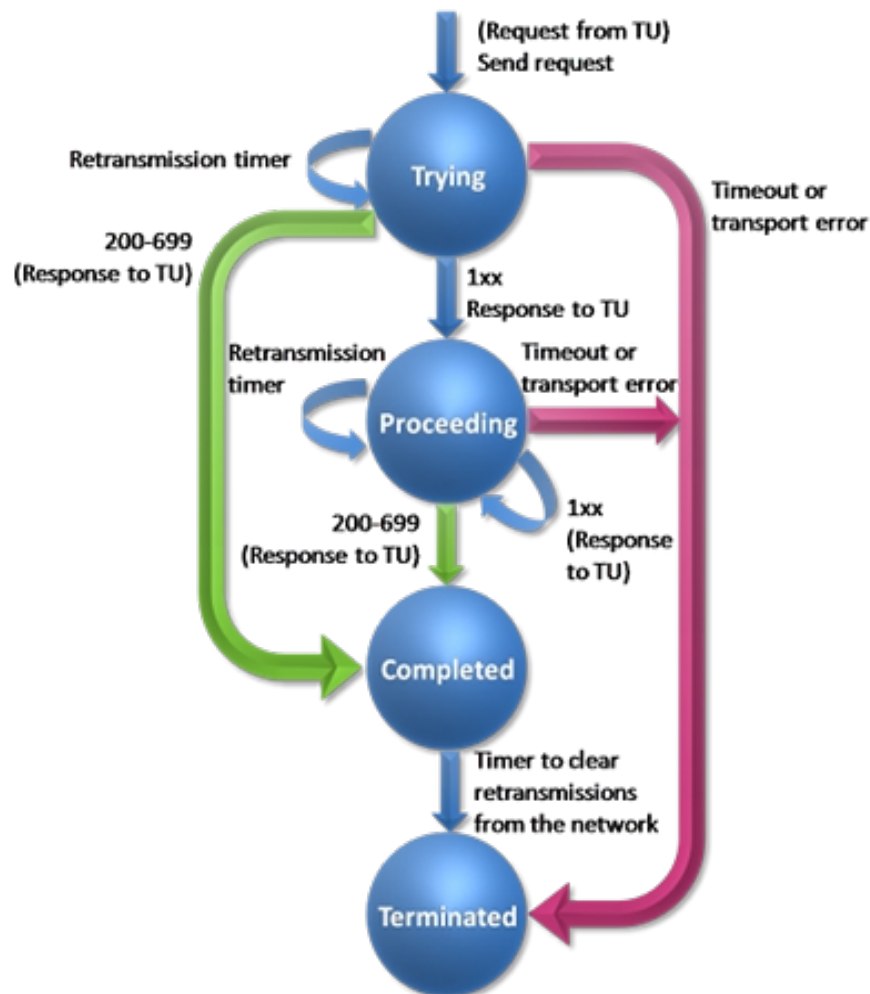 (Request from TU)
Send request
Retransmission timer
Trying
Timeout or
transport error
200-699
(Response to TU)
1xx
Response to TU
Retransmission
timer
Timeout or
transport error
Proceeding
1xx
(Response
to TU)
200-699
(Response to TU)
Completed
Timer to clear
retransmissions
from the network
Terminated